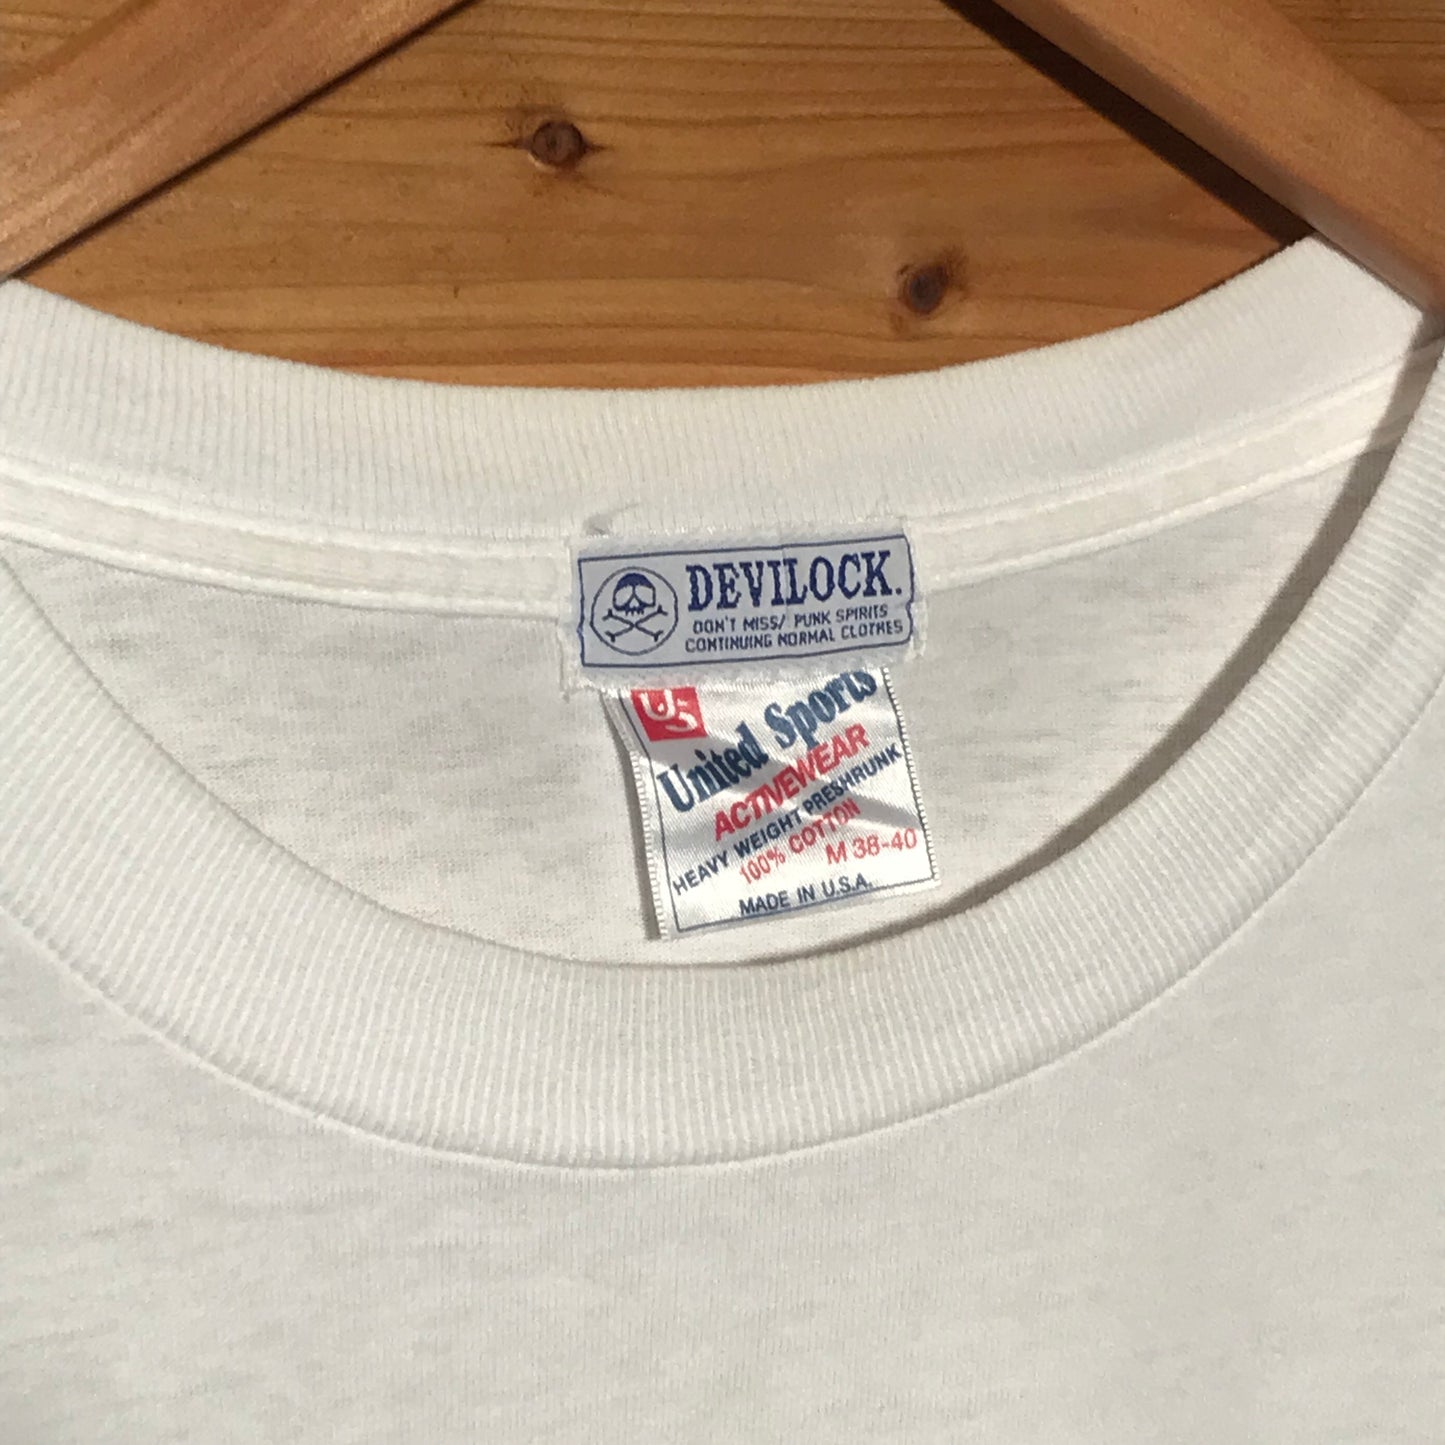 DEVILOCK.
DON'T MISS/ PUNK SPIRITS
CONTINUING NORMAL CLOTHES
US
United Sports
ACTIVEWEAR
HEAVY WEIGHT PRESHRUNK
100% COTTON
M 38-40
MADE IN U.S.A.